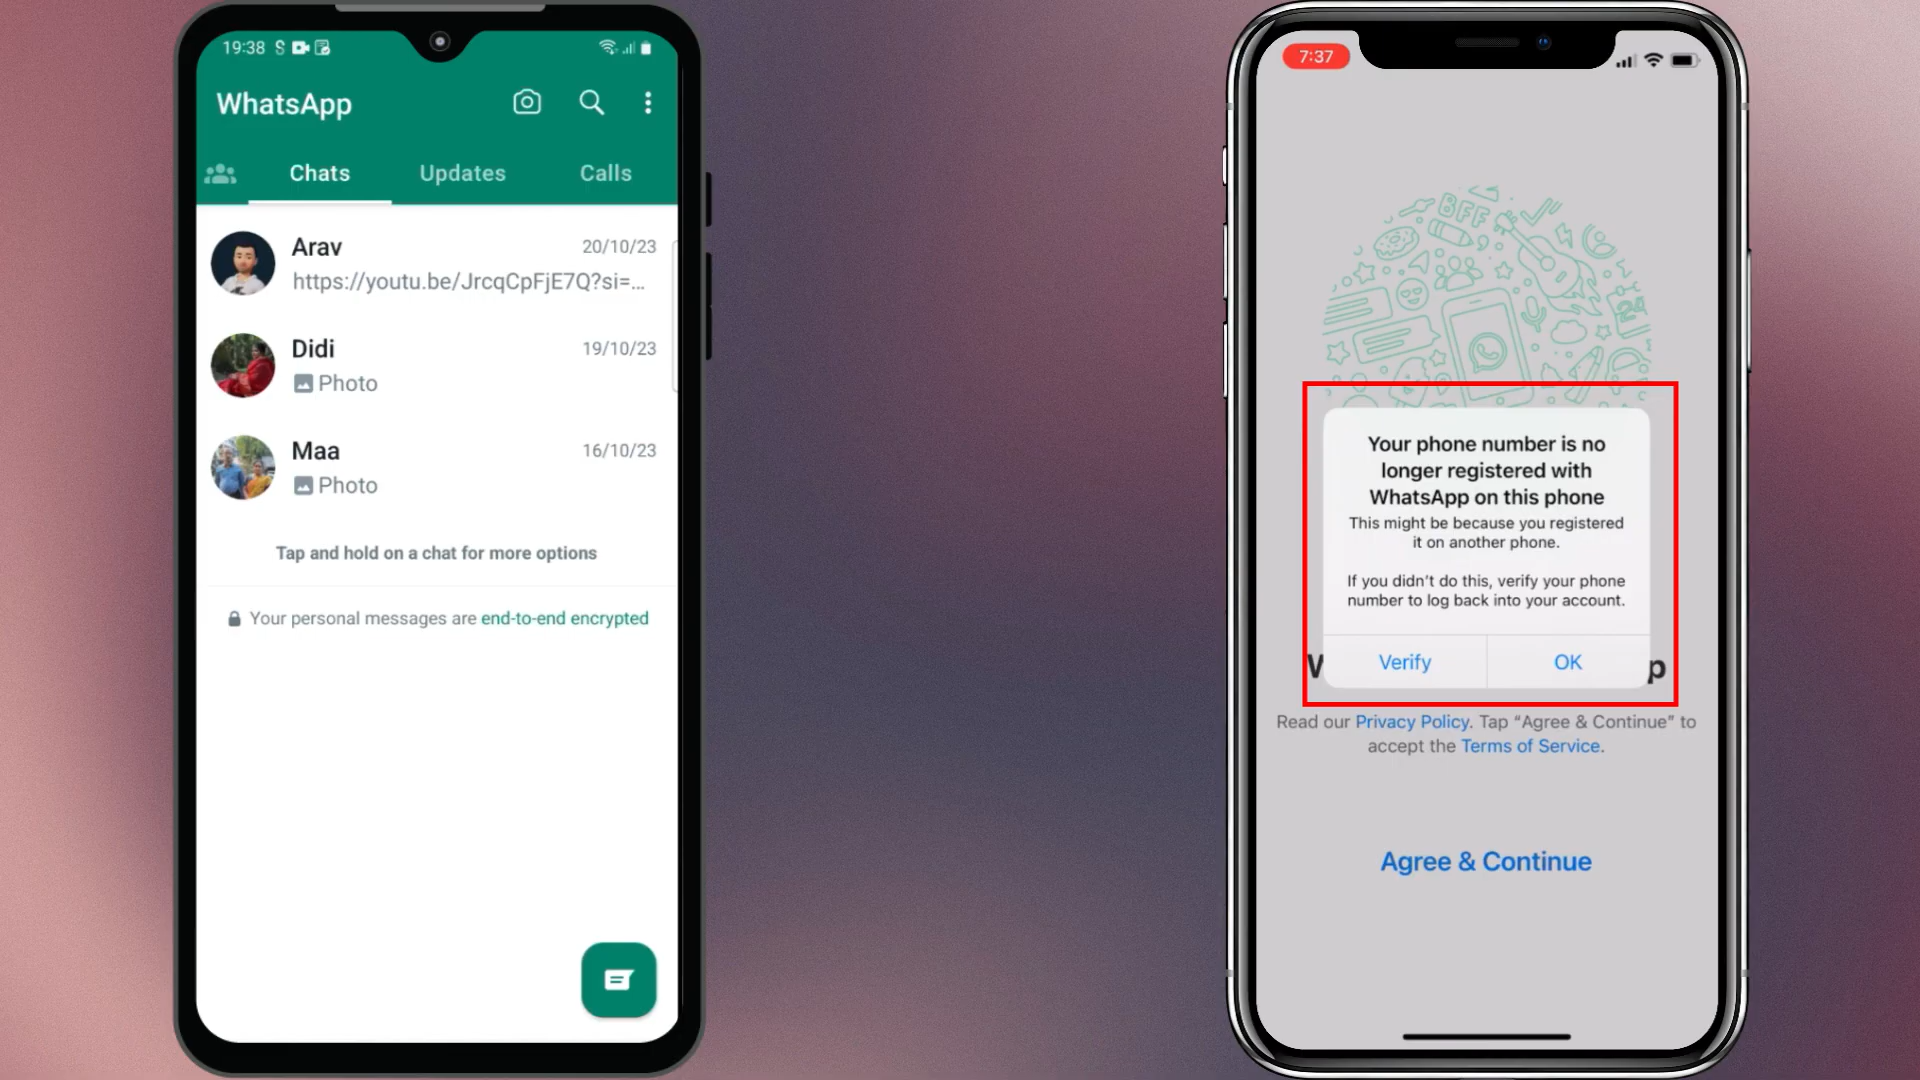 19:38
WhatsApp
Chats Updates Calls
Arav 20/10/23
https://youtu.be/JrcqCpFjE7Q?si=...
Didi 19/10/23
Photo
Maa 16/10/23
Photo
Tap and hold on a chat for more options
Your personal messages are end-to-end encrypted
7:37
BFF
24
Your phone number is no
longer registered with
WhatsApp on this phone
This might be because you registered
it on another phone.
If you didn't do this, verify your phone
number to log back into your account.
Verify OK
Read our Privacy Policy. Tap “Agree & Continue” to
accept the Terms of Service.
Agree & Continue